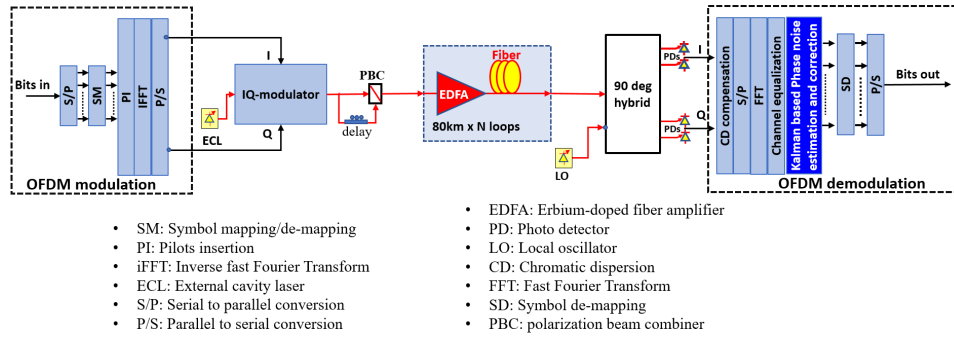 Bits in
S/P
SM
PI
IFFT
P/S
OFDM modulation
I
Q
ECL
IQ-modulator
delay
PBC
EDFA
Fiber
80km x N loops
LO
90 deg
hybrid
PDs
I
PDs
Q
CD compensation
S/P
FFT
Channel equalization
Kalman based Phase noise
estimation and correction
SD
P/S
Bits out
OFDM demodulation
• SM: Symbol mapping/de-mapping
• PI: Pilots insertion
• iFFT: Inverse fast Fourier Transform
• ECL: External cavity laser
• S/P: Serial to parallel conversion
• P/S: Parallel to serial conversion
• EDFA: Erbium-doped fiber amplifier
• PD: Photo detector
• LO: Local oscillator
• CD: Chromatic dispersion
• FFT: Fast Fourier Transform
• SD: Symbol de-mapping
• PBC: polarization beam combiner